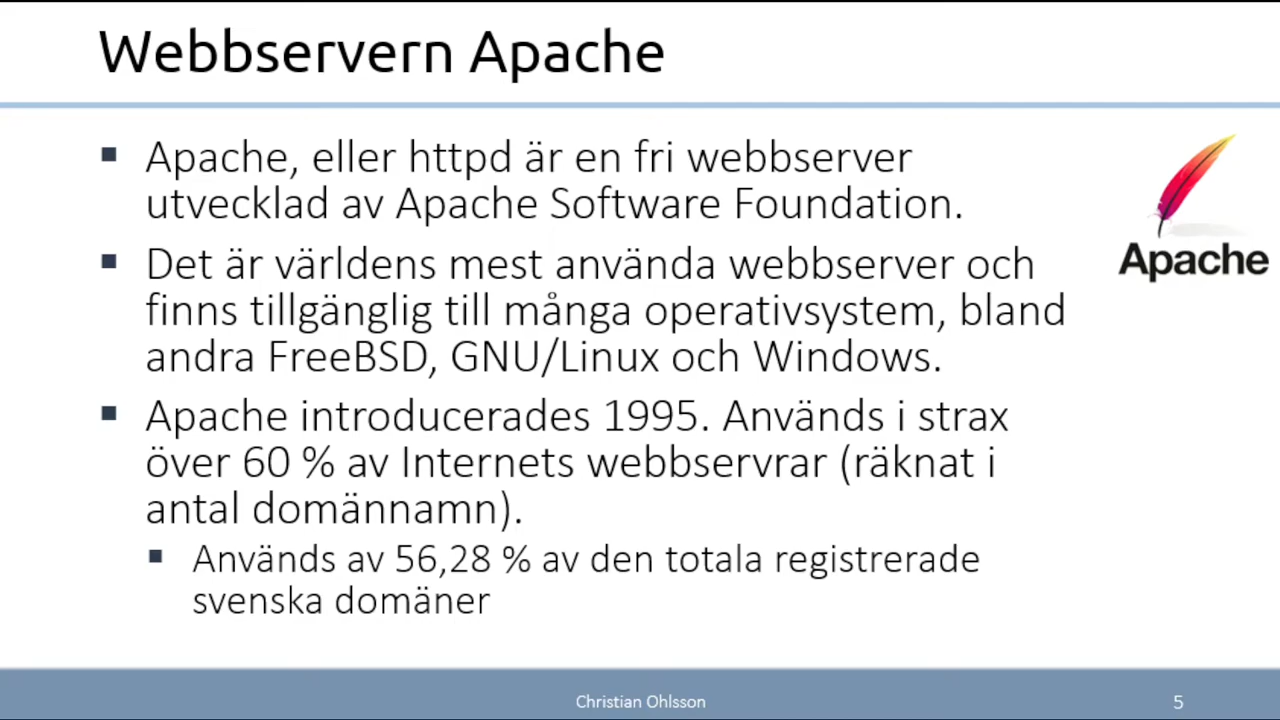 Webbservern Apache
Apache, eller httpd är en fri webbserver
utvecklad av Apache Software Foundation.
Det är världens mest använda webbserver och
finns tillgänglig till många operativsystem, bland
andra FreeBSD, GNU/Linux och Windows.
Apache introducerades 1995. Används i strax
över 60 % av Internets webbservrar (räknat i
antal domännamn).
Används av 56,28 % av den totala registrerade
svenska domäner
Apache
Christian Ohlsson
5